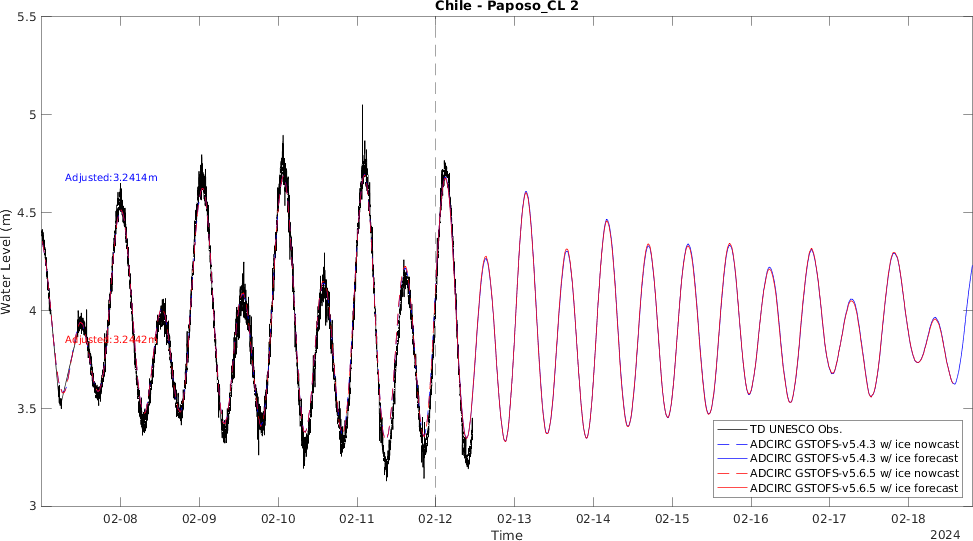 Chile - Paposo_CL 2
5.5
5
4.5
4
3.5
3
Water Level (m)
Adjusted:3.2414m
Adjusted:3.2442m
TD UNESCO Obs.
ADCIRC GSTOFS-v5.4.3 w/ ice nowcast
ADCIRC GSTOFS-v5.4.3 w/ ice forecast
ADCIRC GSTOFS-v5.6.5 w/ ice nowcast
ADCIRC GSTOFS-v5.6.5 w/ ice forecast
02-08 02-09 02-10 02-11 02-12 02-13 02-14 02-15 02-16 02-17 02-18
Time
2024